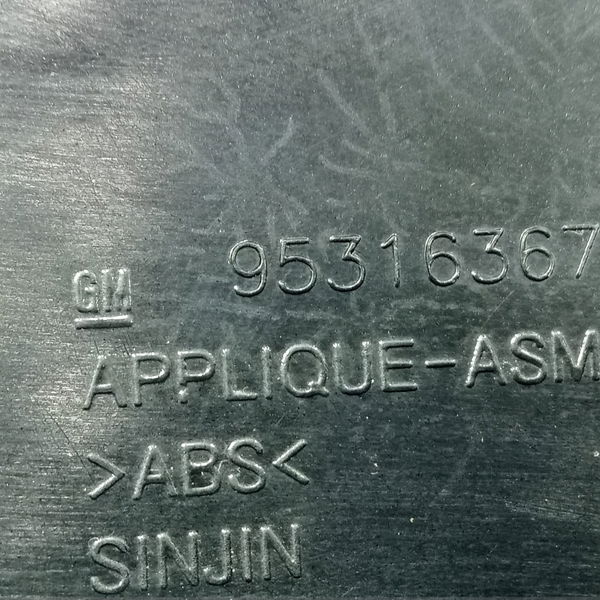 GM 95316367
APPLIQUE-ASM
>ABS<
SINJIN